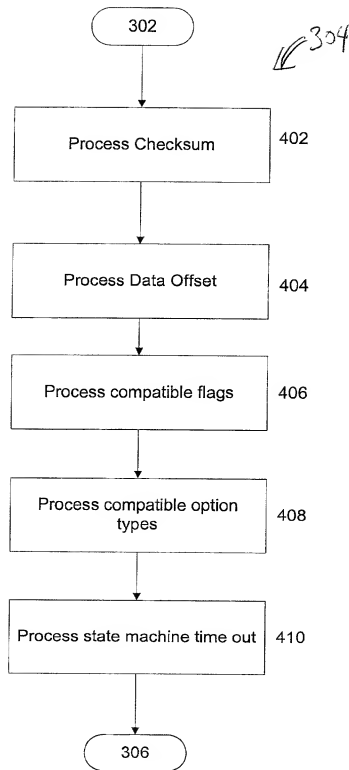 302
304
Process Checksum
402
Process Data Offset
404
Process compatible flags
406
Process compatible option
types
408
Process state machine time out
410
306